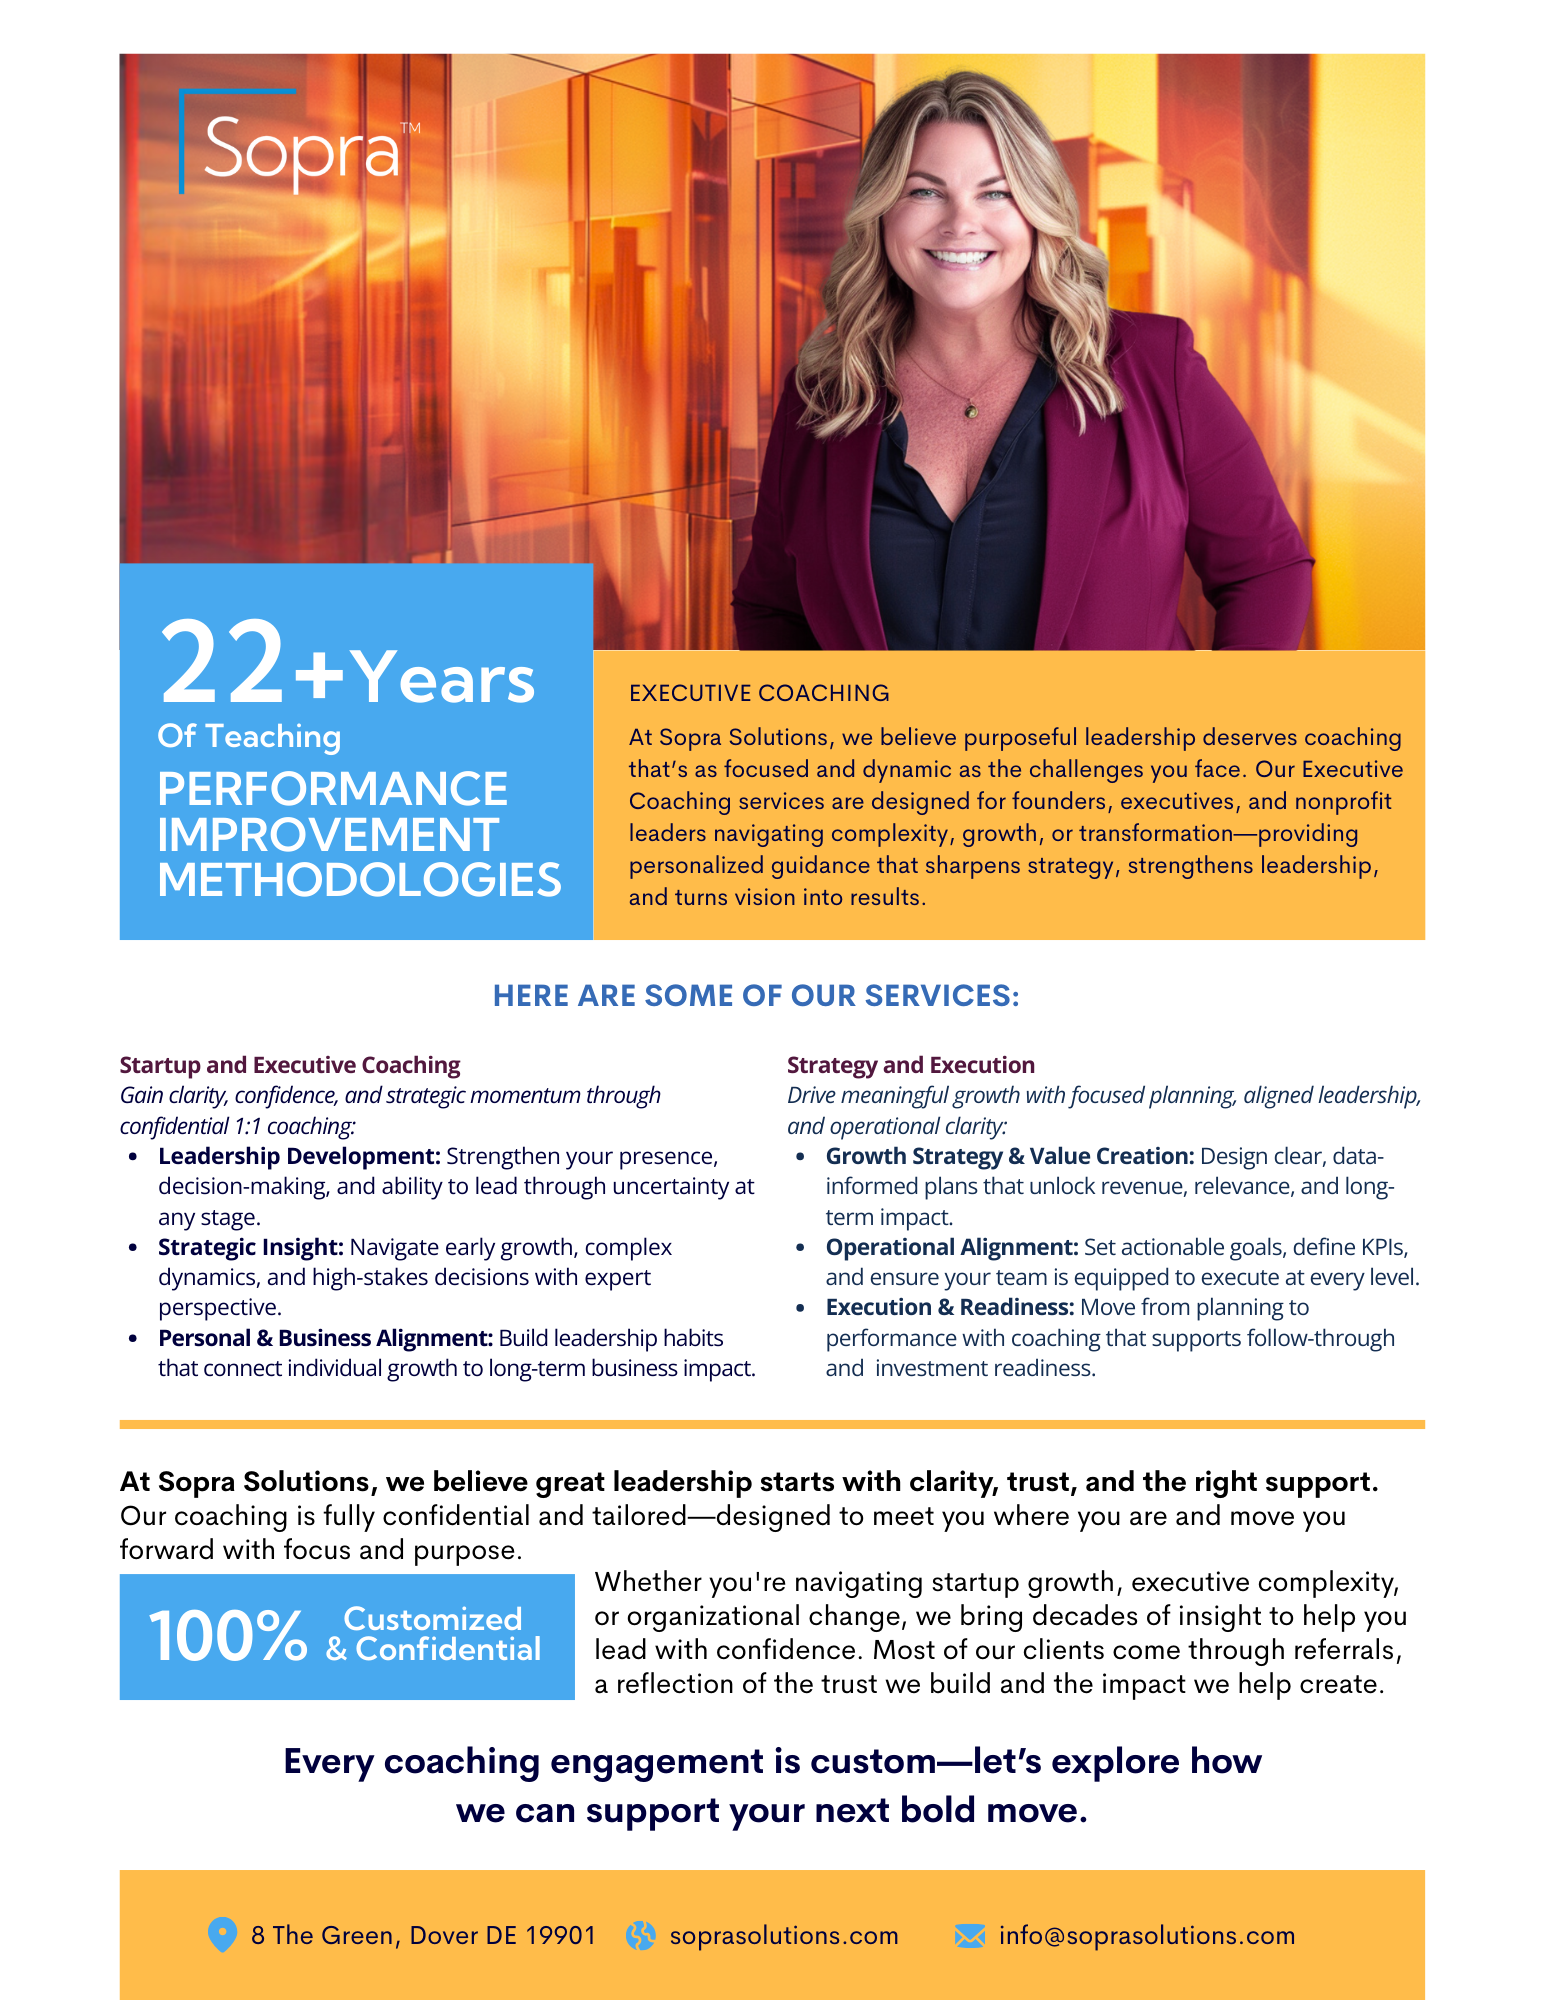 Sopra™
22+Years
Of Teaching
PERFORMANCE
IMPROVEMENT
METHODOLOGIES
EXECUTIVE COACHING
At Sopra Solutions, we believe purposeful leadership deserves coaching
that’s as focused and dynamic as the challenges you face. Our Executive
Coaching services are designed for founders, executives, and nonprofit
leaders navigating complexity, growth, or transformation—providing
personalized guidance that sharpens strategy, strengthens leadership,
and turns vision into results.
HERE ARE SOME OF OUR SERVICES:
Startup and Executive Coaching
Gain clarity, confidence, and strategic momentum through
confidential 1:1 coaching:
• Leadership Development: Strengthen your presence,
decision-making, and ability to lead through uncertainty at
any stage.
• Strategic Insight: Navigate early growth, complex
dynamics, and high-stakes decisions with expert
perspective.
• Personal & Business Alignment: Build leadership habits
that connect individual growth to long-term business impact.
Strategy and Execution
Drive meaningful growth with focused planning, aligned leadership,
and operational clarity:
• Growth Strategy & Value Creation: Design clear, data-
informed plans that unlock revenue, relevance, and long-
term impact.
• Operational Alignment: Set actionable goals, define KPIs,
and ensure your team is equipped to execute at every level.
• Execution & Readiness: Move from planning to
performance with coaching that supports follow-through
and  investment readiness.
At Sopra Solutions, we believe great leadership starts with clarity, trust, and the right support.
Our coaching is fully confidential and tailored—designed to meet you where you are and move you
forward with focus and purpose.
100% Customized
& Confidential
Whether you're navigating startup growth, executive complexity,
or organizational change, we bring decades of insight to help you
lead with confidence. Most of our clients come through referrals,
a reflection of the trust we build and the impact we help create.
Every coaching engagement is custom—let’s explore how
we can support your next bold move.
8 The Green, Dover DE 19901 soprasolutions.com info@soprasolutions.com